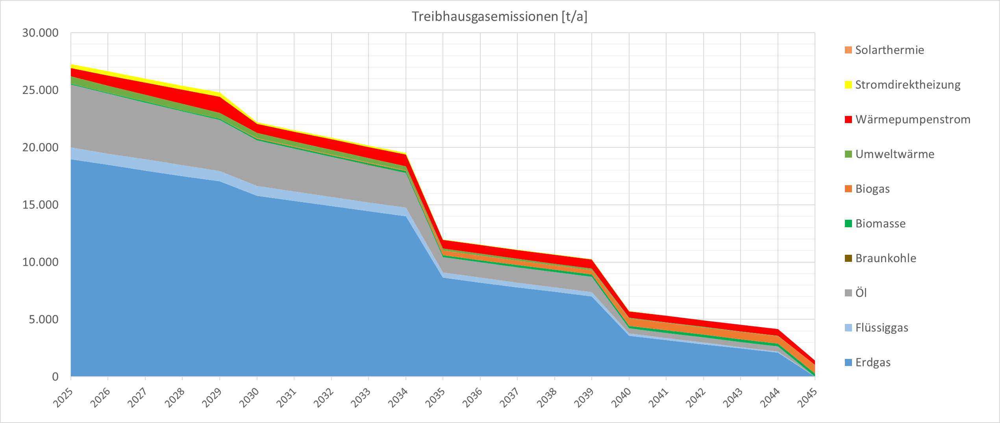 Treibhausgasemissionen [t/a]
30.000
25.000
20.000
15.000
10.000
5.000
0
2025
2026
2027
2028
2029
2030
2031
2032
2033
2034
2035
2036
2037
2038
2039
2040
2041
2042
2043
2044
2045
Solarthermie
Stromdirektheizung
Wärmepumpenstrom
Umweltwärme
Biogas
Biomasse
Braunkohle
Öl
Flüssiggas
Erdgas